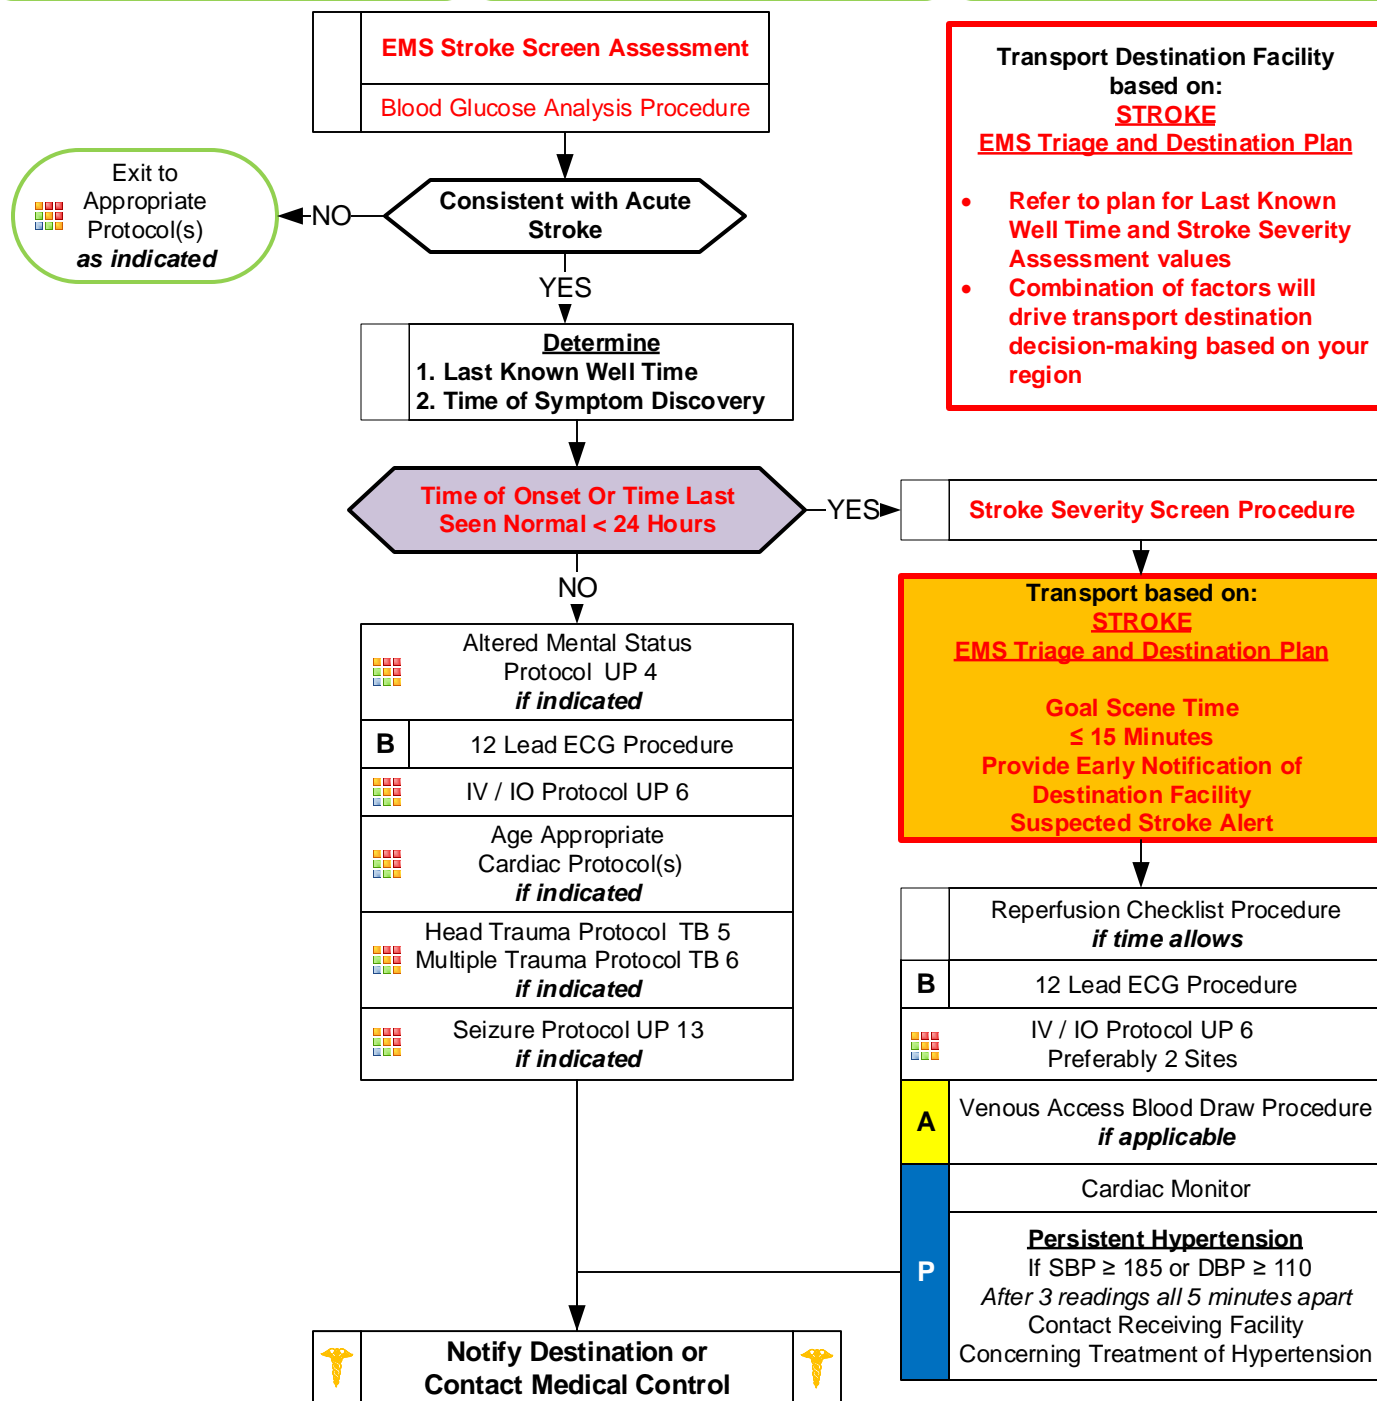 EMS Stroke Screen Assessment
Blood Glucose Analysis Procedure
Transport Destination Facility
based on:
STROKE
EMS Triage and Destination Plan
• Refer to plan for Last Known
Well Time and Stroke Severity
Assessment values
• Combination of factors will
drive transport destination
decision-making based on your
region
Exit to
Appropriate
Protocol(s)
as indicated
NO
Consistent with Acute
Stroke
YES
Determine
1. Last Known Well Time
2. Time of Symptom Discovery
Time of Onset Or Time Last
Seen Normal < 24 Hours
YES
Stroke Severity Screen Procedure
NO
Transport based on:
STROKE
EMS Triage and Destination Plan
Goal Scene Time
≤ 15 Minutes
Provide Early Notification of
Destination Facility
Suspected Stroke Alert
Altered Mental Status
Protocol UP 4
if indicated
B 12 Lead ECG Procedure
IV / IO Protocol UP 6
Age Appropriate
Cardiac Protocol(s)
if indicated
Head Trauma Protocol TB 5
Multiple Trauma Protocol TB 6
if indicated
Seizure Protocol UP 13
if indicated
Reperfusion Checklist Procedure
if time allows
B 12 Lead ECG Procedure
IV / IO Protocol UP 6
Preferably 2 Sites
A Venous Access Blood Draw Procedure
if applicable
Cardiac Monitor
P
Persistent Hypertension
If SBP ≥ 185 or DBP ≥ 110
After 3 readings all 5 minutes apart
Contact Receiving Facility
Concerning Treatment of Hypertension
Notify Destination or
Contact Medical Control